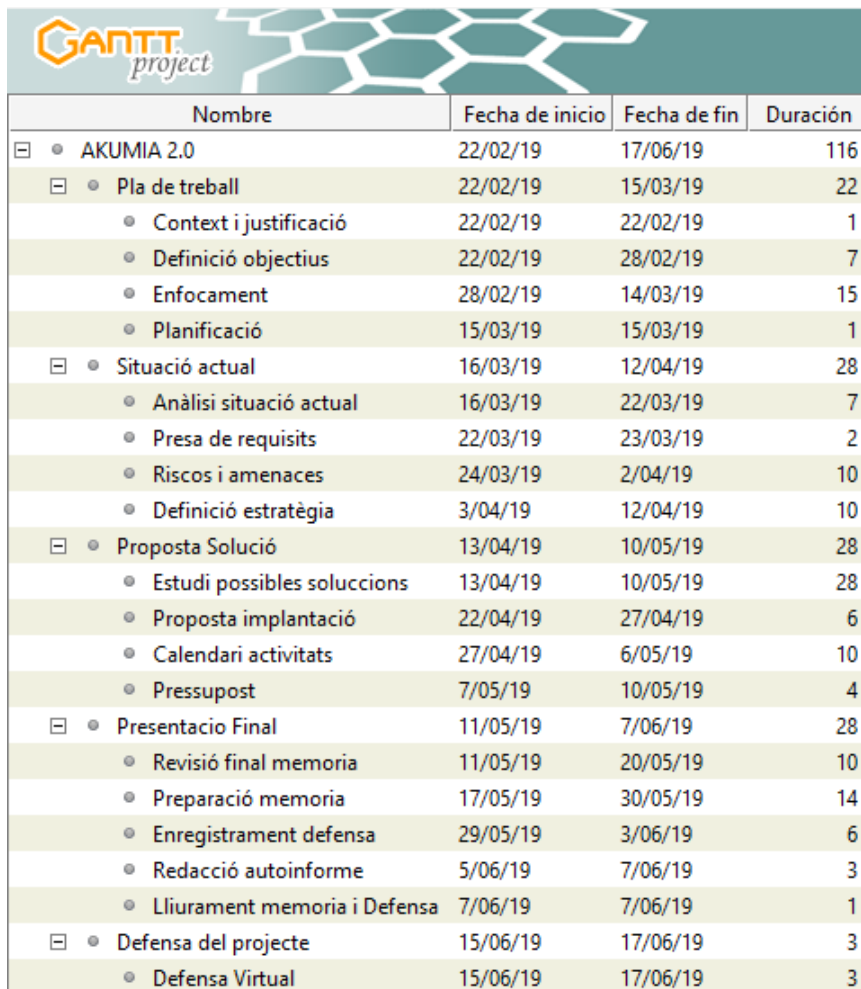 GANTT
project
Nombre Fecha de inicio Fecha de fin Duración
AKUMIA 2.0 22/02/19 17/06/19 116
Pla de treball 22/02/19 15/03/19 22
Context i justificació 22/02/19 22/02/19 1
Definició objectius 22/02/19 28/02/19 7
Enfocament 28/02/19 14/03/19 15
Planificació 15/03/19 15/03/19 1
Situació actual 16/03/19 12/04/19 28
Anàlisi situació actual 16/03/19 22/03/19 7
Presa de requisits 22/03/19 23/03/19 2
Riscos i amenaces 24/03/19 2/04/19 10
Definició estratègia 3/04/19 12/04/19 10
Proposta Solució 13/04/19 10/05/19 28
Estudi possibles soluccions 13/04/19 10/05/19 28
Proposta implantació 22/04/19 27/04/19 6
Calendari activitats 27/04/19 6/05/19 10
Pressupost 7/05/19 10/05/19 4
Presentacio Final 11/05/19 7/06/19 28
Revisió final memoria 11/05/19 20/05/19 10
Preparació memoria 17/05/19 30/05/19 14
Enregistrament defensa 29/05/19 3/06/19 6
Redacció autoinforme 5/06/19 7/06/19 3
Lliurament memoria i Defensa 7/06/19 7/06/19 1
Defensa del projecte 15/06/19 17/06/19 3
Defensa Virtual 15/06/19 17/06/19 3